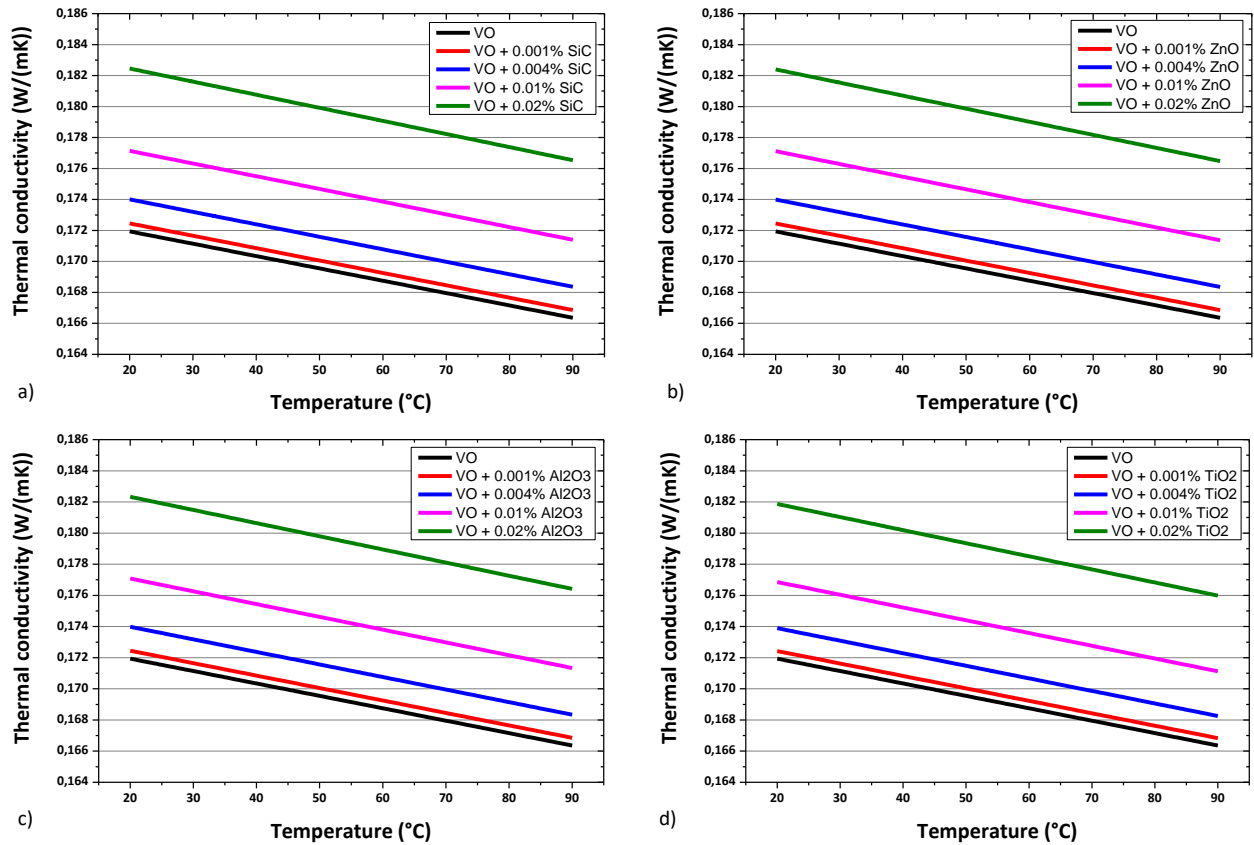 0,186
0,184
0,182
0,180
0,178
0,176
0,174
0,172
0,170
0,168
0,166
0,164
Thermal conductivity (W/(mK))
VO
VO + 0.001% SiC
VO + 0.004% SiC
VO + 0.01% SiC
VO + 0.02% SiC
20 30 40 50 60 70 80 90
Temperature (°C)
a)
0,186
0,184
0,182
0,180
0,178
0,176
0,174
0,172
0,170
0,168
0,166
0,164
Thermal conductivity (W/(mK))
VO
VO + 0.001% ZnO
VO + 0.004% ZnO
VO + 0.01% ZnO
VO + 0.02% ZnO
20 30 40 50 60 70 80 90
Temperature (°C)
b)
0,186
0,184
0,182
0,180
0,178
0,176
0,174
0,172
0,170
0,168
0,166
0,164
Thermal conductivity (W/(mK))
VO
VO + 0.001% Al2O3
VO + 0.004% Al2O3
VO + 0.01% Al2O3
VO + 0.02% Al2O3
20 30 40 50 60 70 80 90
Temperature (°C)
c)
0,186
0,184
0,182
0,180
0,178
0,176
0,174
0,172
0,170
0,168
0,166
0,164
Thermal conductivity (W/(mK))
VO
VO + 0.001% TiO2
VO + 0.004% TiO2
VO + 0.01% TiO2
VO + 0.02% TiO2
20 30 40 50 60 70 80 90
Temperature (°C)
d)